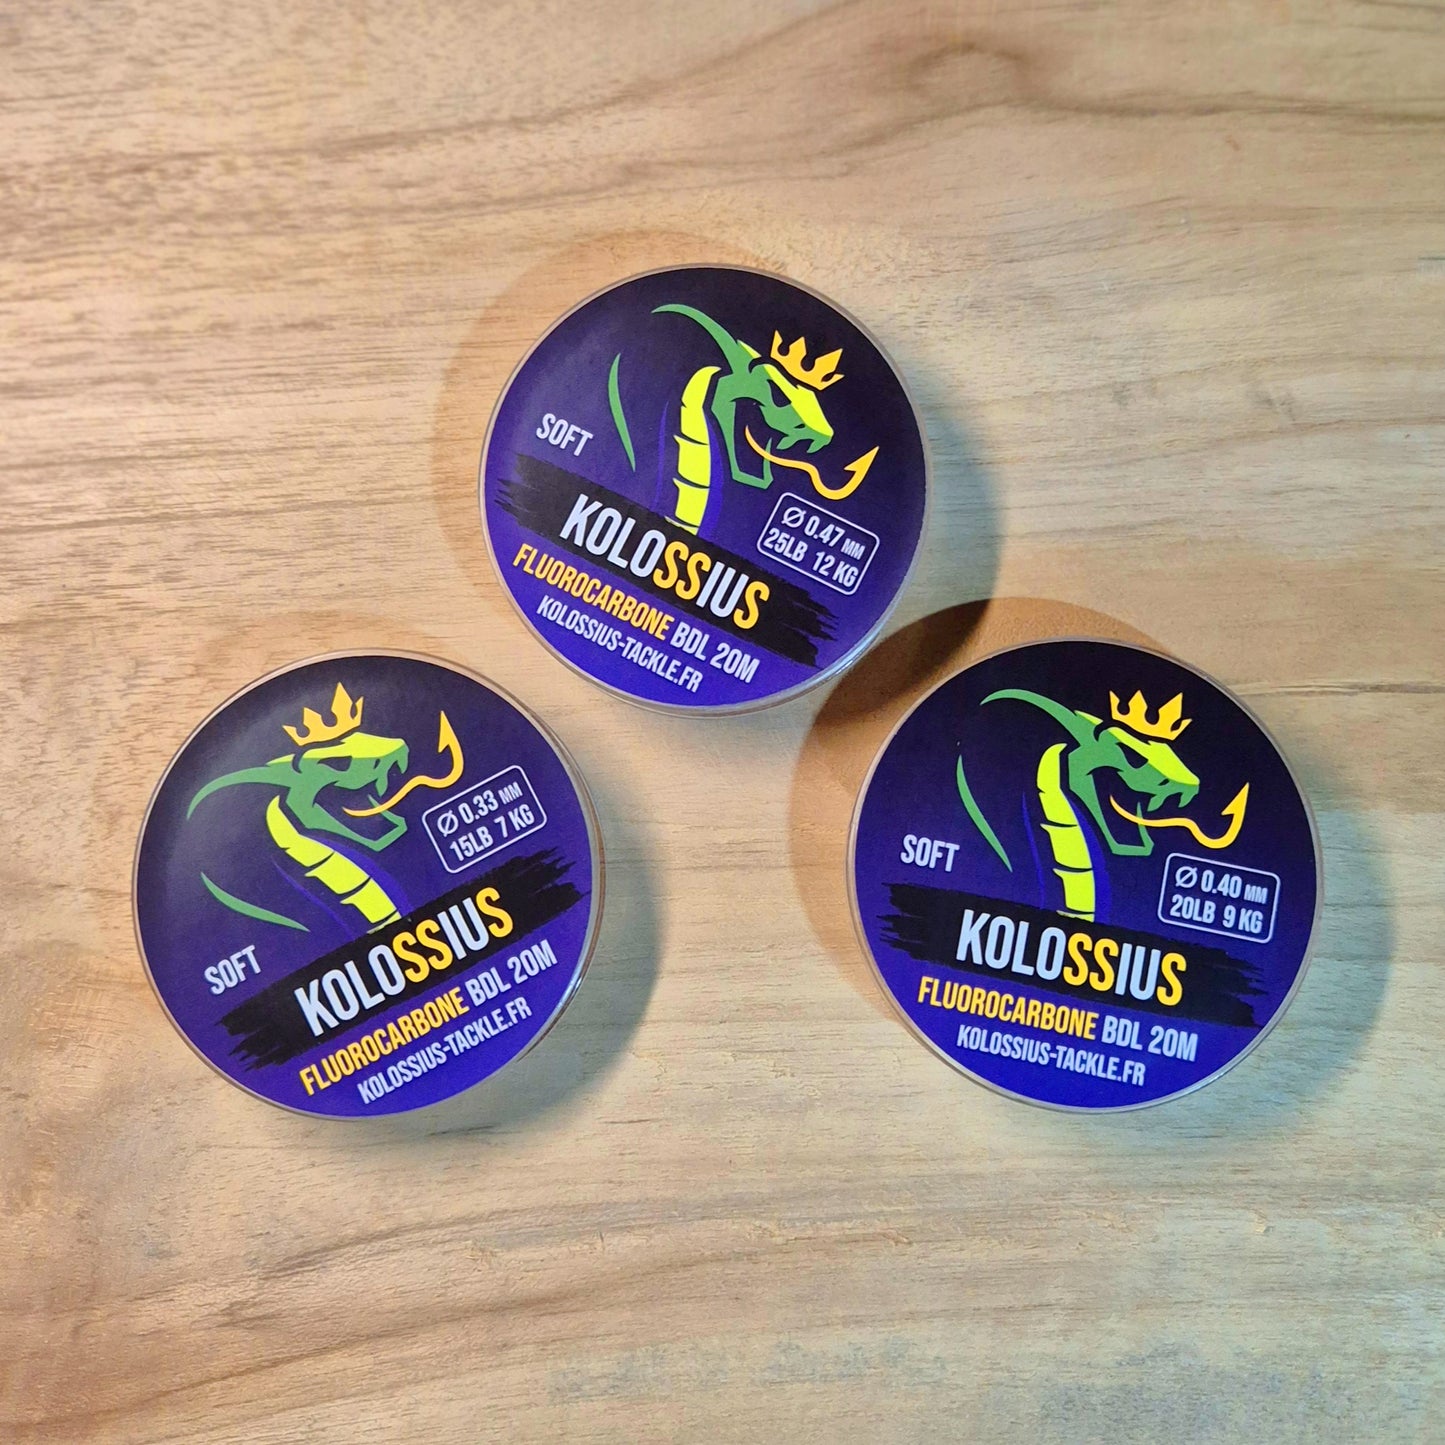 SOFT
Ø 0.47 MM
25LB 12 KG
KOLOSSIUS
FLUOROCARBONE BDL 20M
KOLOSSIUS-TACKLE.FR
Ø 0.33 MM
15LB 7 KG
SOFT
KOLOSSIUS
FLUOROCARBONE BDL 20M
KOLOSSIUS-TACKLE.FR
SOFT
Ø 0.40 MM
20LB 9 KG
KOLOSSIUS
FLUOROCARBONE BDL 20M
KOLOSSIUS-TACKLE.FR